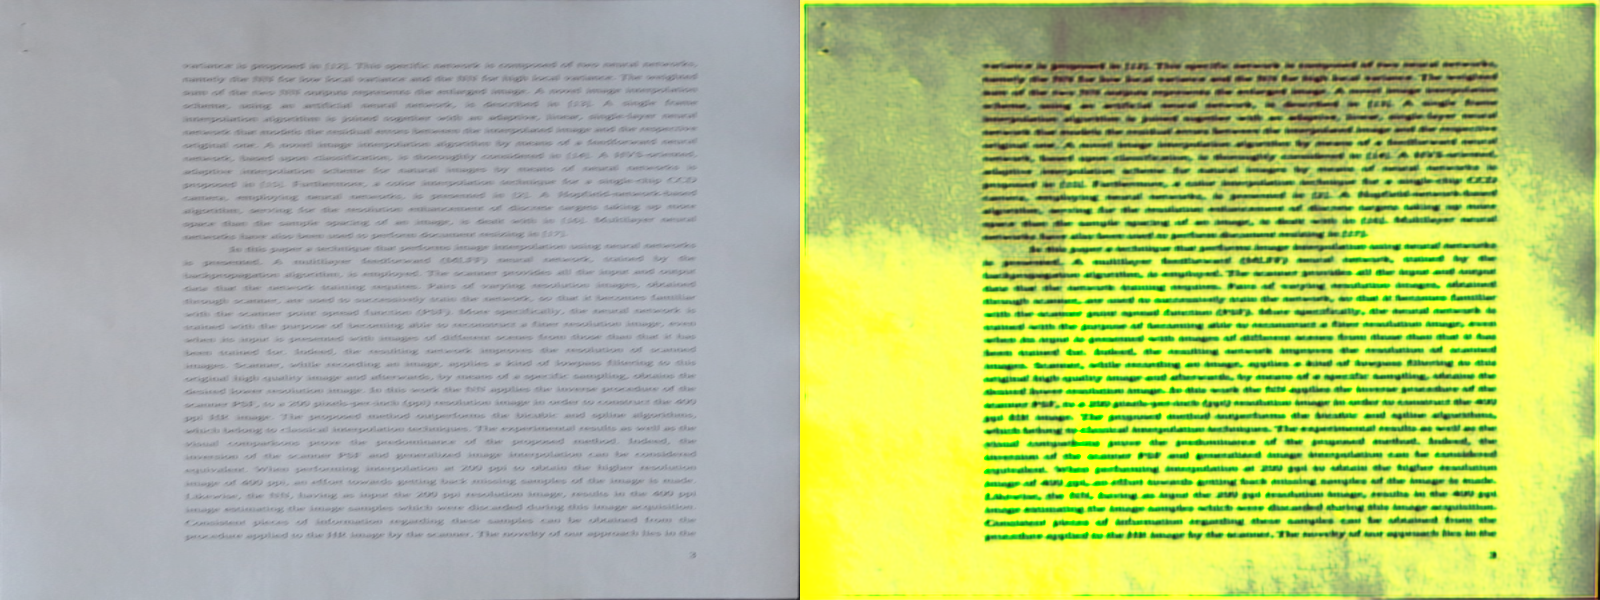 variance is proposed in [12]. This specific network is composed of two neural networks,
namely the NN for low local variance and the NN for high local variance. The weighted
sum of the two NN outputs represents the enlarged image. A novel image interpolation
scheme, using an artificial neural network, is described in [13]. A single frame
interpolation algorithm is joined together with an adaptive, linear, single-layer neural
network that models the residual errors between the interpolated image and the respective
original one. A novel image interpolation algorithm by means of a feedforward neural
network, based upon classification, is thoroughly considered in [14]. A HVS-oriented,
adaptive interpolation scheme for natural images by means of neural networks is
proposed in [15]. Furthermore, a color interpolation technique for a single-chip CCD
camera, employing neural networks, is presented in [2]. A Hopfield-network-based
algorithm, serving for the resolution enhancement of discrete targets taking up more
space than the sample spacing of an image, is dealt with in [16]. Multilayer neural
networks have also been used to perform document resizing in [17].
In this paper a technique that performs image interpolation using neural networks
is presented. A multilayer feedforward (MLFF) neural network, trained by the
backpropagation algorithm, is employed. The scanner provides all the input and output
data that the network training requires. Pairs of varying resolution images, obtained
through scanner, are used to successively train the network, so that it becomes familiar
with the scanner point spread function (PSF). More specifically, the neural network is
trained with the purpose of becoming able to reconstruct a finer resolution image, even
when its input is presented with images of different scenes from those than that it has
been trained for. Indeed, the resulting network improves the resolution of scanned
images. Scanner, while recording an image, applies a kind of lowpass filtering to this
original high quality image and afterwards, by means of a specific sampling, obtains the
desired lower resolution image. In this work the NN applies the inverse procedure of the
scanner PSF, to a 200 pixels-per-inch (ppi) resolution image in order to construct the 400
ppi HR image. The proposed method outperforms the bicubic and spline algorithms,
which belong to classical interpolation techniques. The experimental results as well as the
visual comparisons prove the predominance of the proposed method. Indeed, the
inversion of the scanner PSF and generalized image interpolation can be considered
equivalent. When performing interpolation at 200 ppi to obtain the higher resolution
image of 400 ppi, an effort towards getting back missing samples of the image is made.
Likewise, the NN, having as input the 200 ppi resolution image, results in the 400 ppi
image estimating the image samples which were discarded during this image acquisition.
Consistent pieces of information regarding these samples can be obtained from the
procedure applied to the HR image by the scanner. The novelty of our approach lies in the
3